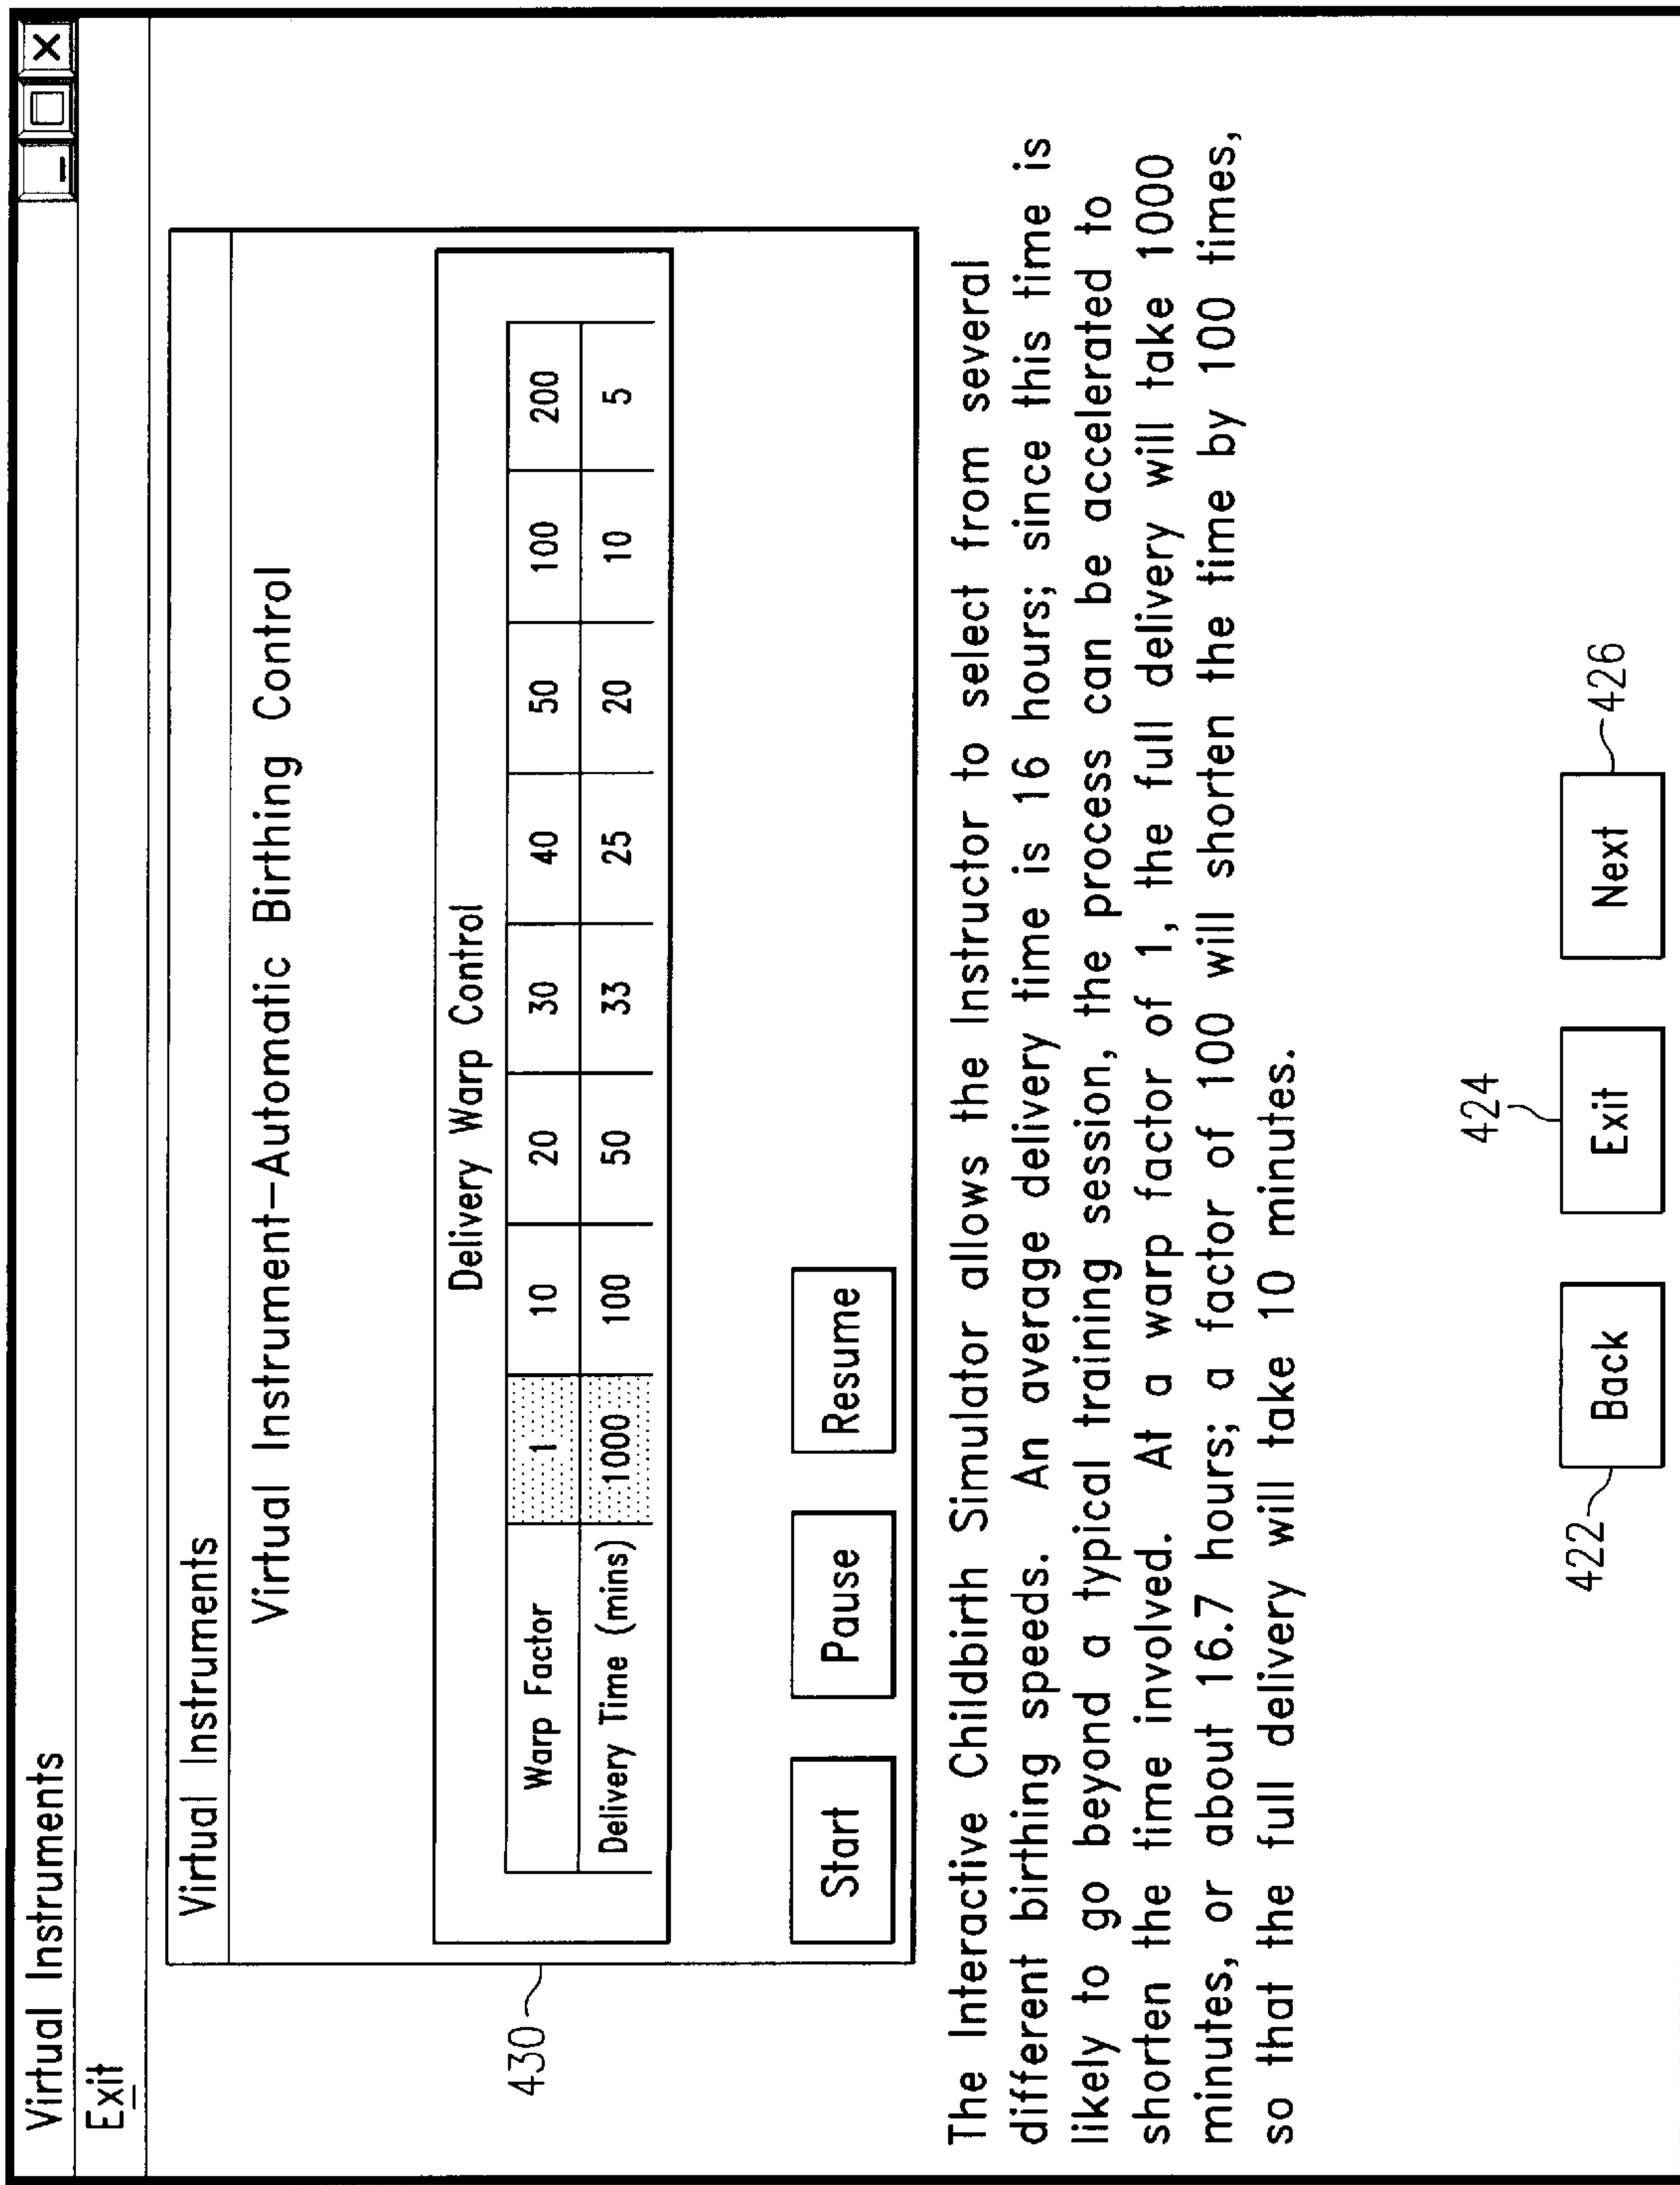 Virtual Instruments
Exit
Virtual Instruments
Virtual Instrument-Automatic Birthing Control
Delivery Warp Control
Warp Factor 1 10 20 30 40 50 100 200
Delivery Time (mins) 1000 100 50 33 25 20 10 5
430
Start Pause Resume
The Interactive Childbirth Simulator allows the Instructor to select from several
different birthing speeds. An average delivery time is 16 hours; since this time is
likely to go beyond a typical training session, the process can be accelerated to
shorten the time involved. At a warp factor of 1, the full delivery will take 1000
minutes, or about 16.7 hours; a factor of 100 will shorten the time by 100 times,
so that the full delivery will take 10 minutes.
424
422 Back Exit Next 426